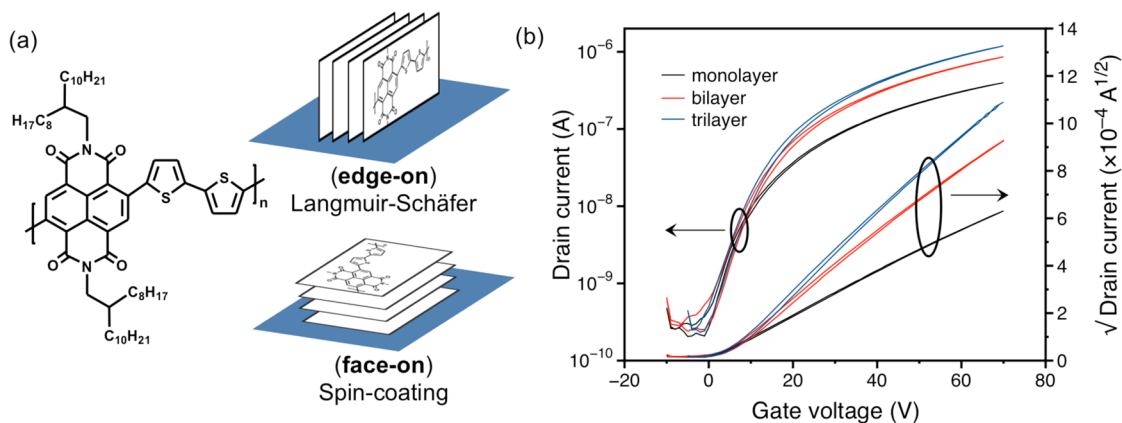 (a)
C₁₀H₂₁
H₁₇C₈
N
O
O
S
S
n
O
O
N
C₈H₁₇
C₁₀H₂₁
(edge-on)
Langmuir-Schäfer
(face-on)
Spin-coating
(b)
10⁻⁶
10⁻⁷
10⁻⁸
10⁻⁹
10⁻¹⁰
Drain current (A)
monolayer
bilayer
trilayer
−20
0
20
40
60
80
Gate voltage (V)
14
12
10
8
6
4
2
0
√Drain current (×10⁻⁴ A¹ᐟ²)